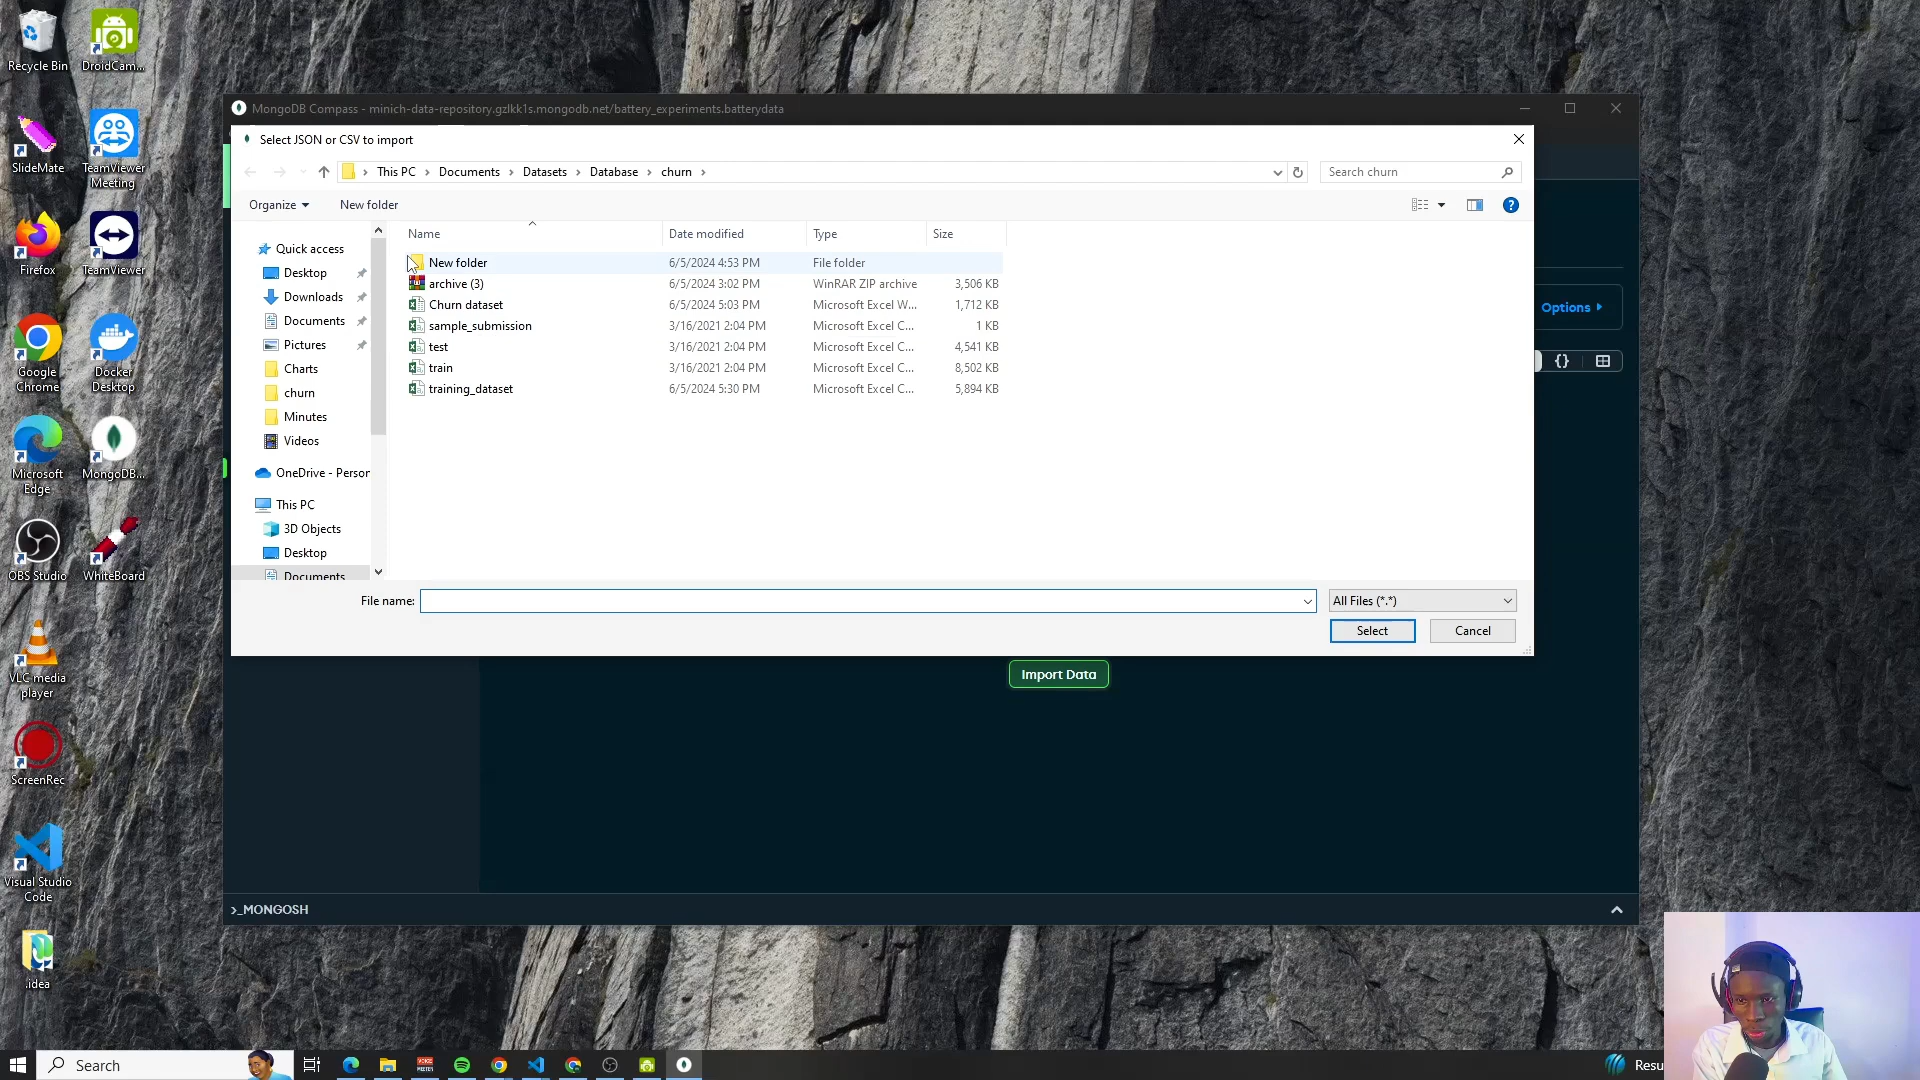 Recycle Bin
DroidCam...
SlideMate
TeamViewer
Meeting
Firefox
TeamViewer
Google
Chrome
Docker
Desktop
Microsoft
Edge
MongoDB...
OBS Studio
WhiteBoard
VLC media
player
ScreenRec
Visual Studio
Code
.idea
MongoDB Compass - minich-data-repository.gzlkk1s.mongodb.net/battery_experiments.batterydata
Select JSON or CSV to import
This PC > Documents > Datasets > Database > churn >
Search churn
Organize
New folder
Quick access
Desktop
Downloads
Documents
Pictures
Charts
churn
Minutes
Videos
OneDrive - Person
This PC
3D Objects
Desktop
Documents
Name Date modified Type Size
New folder 6/5/2024 4:53 PM File folder
archive (3) 6/5/2024 3:02 PM WinRAR ZIP archive 3,506 KB
Churn dataset 6/5/2024 5:03 PM Microsoft Excel W... 1,712 KB
sample_submission 3/16/2021 2:04 PM Microsoft Excel C... 1 KB
test 3/16/2021 2:04 PM Microsoft Excel C... 4,541 KB
train 3/16/2021 2:04 PM Microsoft Excel C... 8,502 KB
training_dataset 6/5/2024 5:30 PM Microsoft Excel C... 5,894 KB
File name:
All Files (*.*)
Select
Cancel
Options
{}
Import Data
>_MONGOSH
Search
Resu